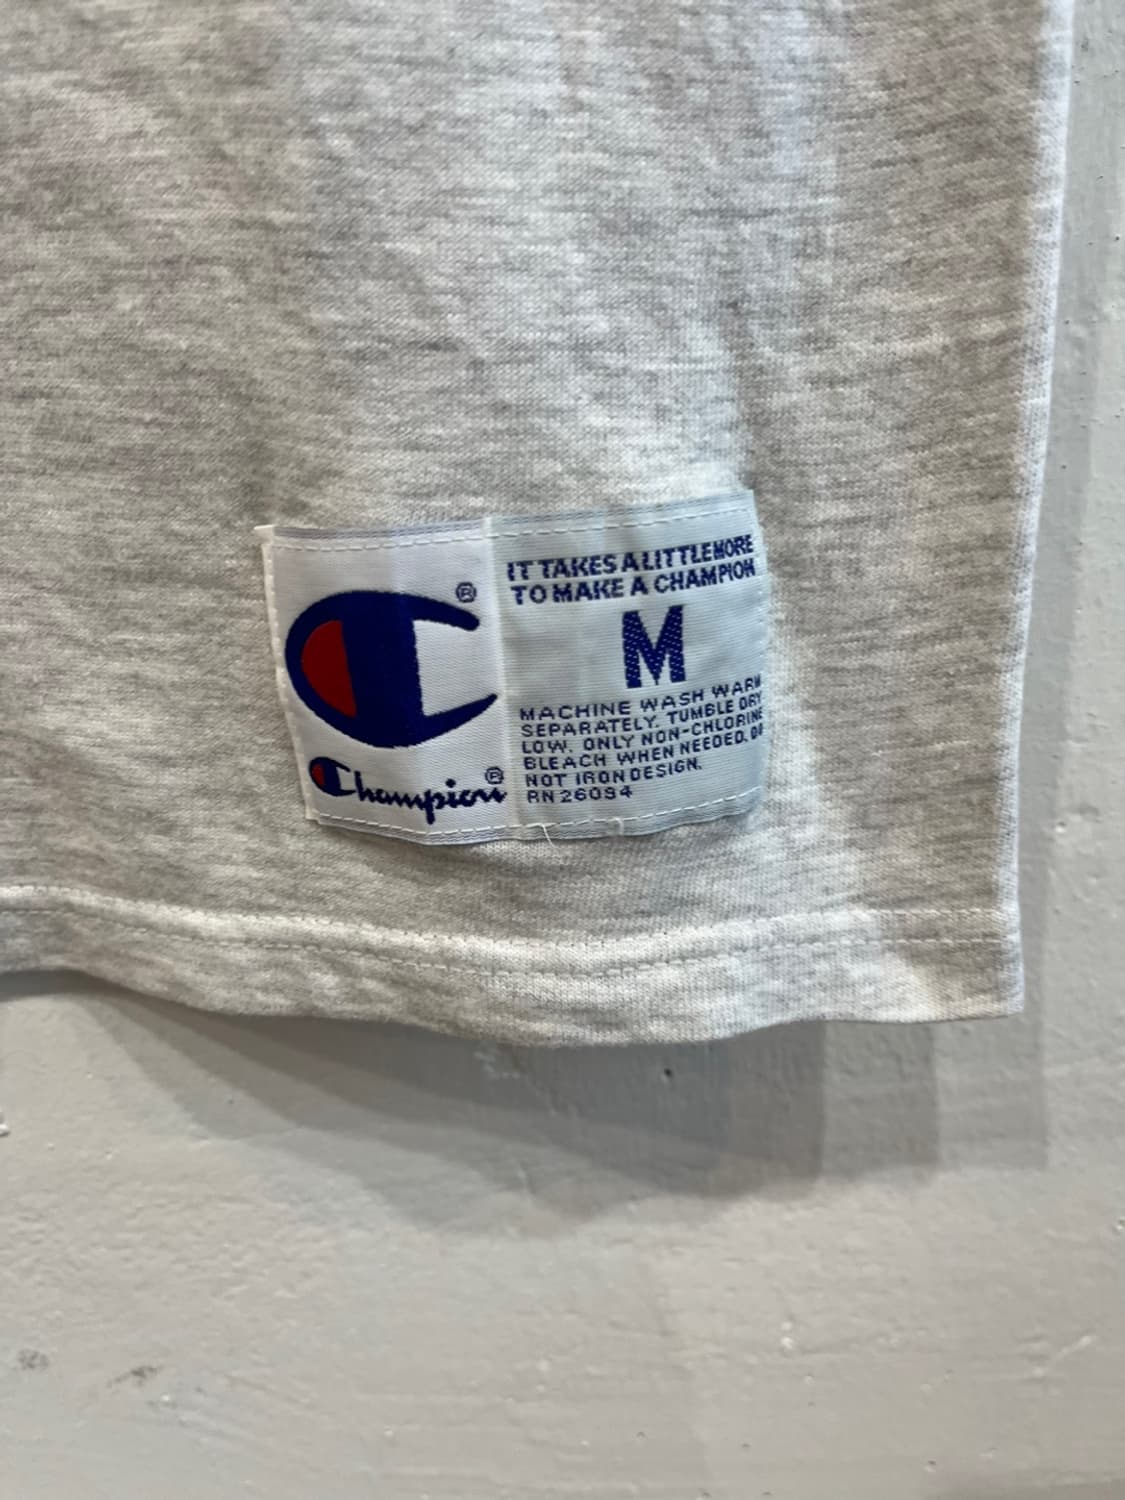 ®
Champion®
IT TAKES A LITTLE MORE
TO MAKE A CHAMPION
M
MACHINE WASH WARM
SEPARATELY. TUMBLE DRY
LOW. ONLY NON-CHLORINE
BLEACH WHEN NEEDED. DO
NOT IRON DESIGN.
RN 26094